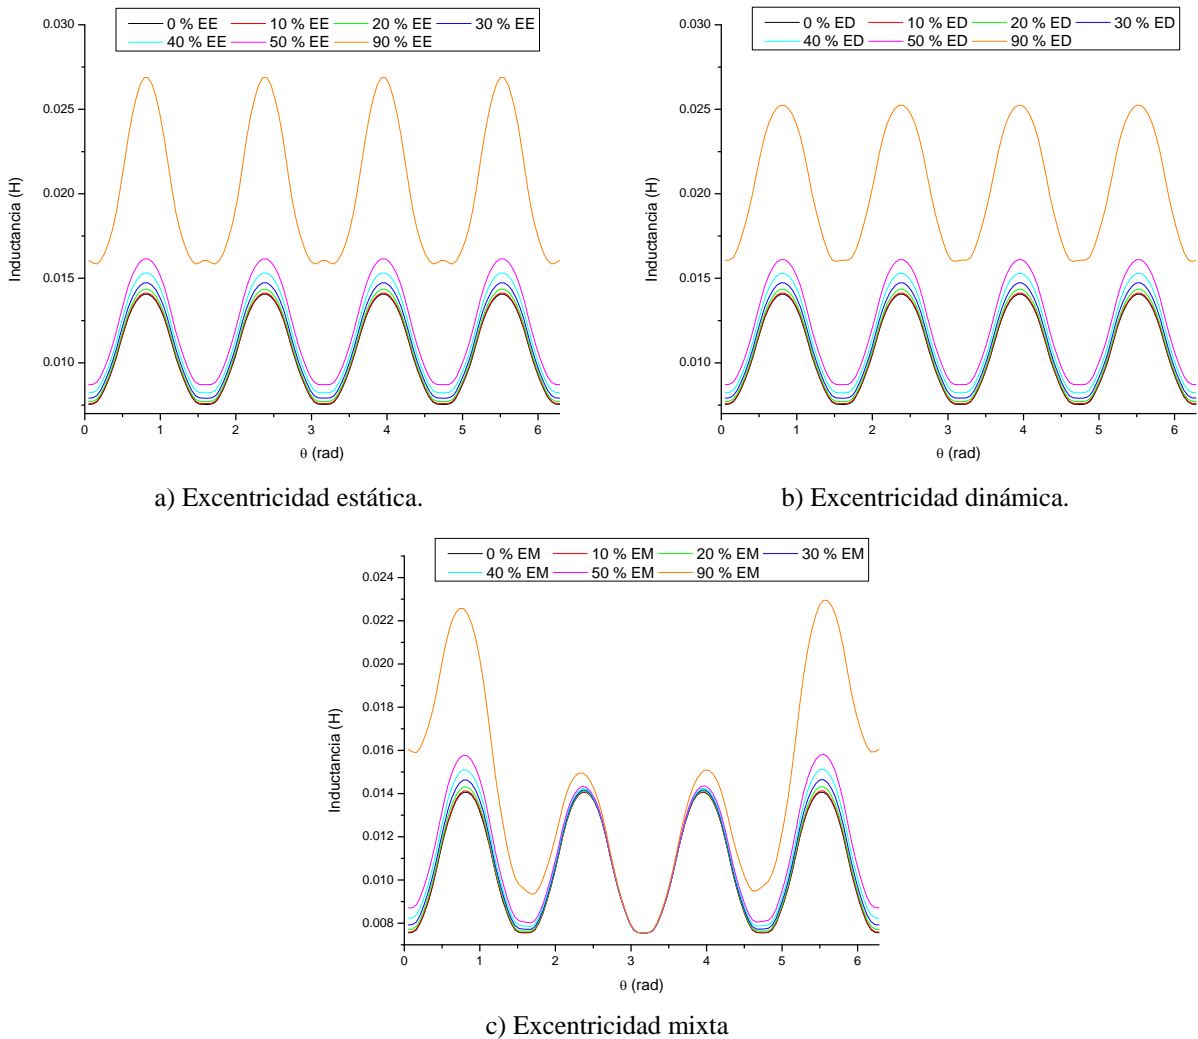 0 % EE 10 % EE 20 % EE 30 % EE
40 % EE 50 % EE 90 % EE
0.030
0.025
0.020
0.015
0.010
Inductancia (H)
0 1 2 3 4 5 6
θ (rad)
a) Excentricidad estática.
0 % ED 10 % ED 20 % ED 30 % ED
40 % ED 50 % ED 90 % ED
0.030
0.025
0.020
0.015
0.010
Inductancia (H)
0 1 2 3 4 5 6
θ (rad)
b) Excentricidad dinámica.
0 % EM 10 % EM 20 % EM 30 % EM
40 % EM 50 % EM 90 % EM
0.024
0.022
0.020
0.018
0.016
0.014
0.012
0.010
0.008
Inductancia (H)
0 1 2 3 4 5 6
θ (rad)
c) Excentricidad mixta